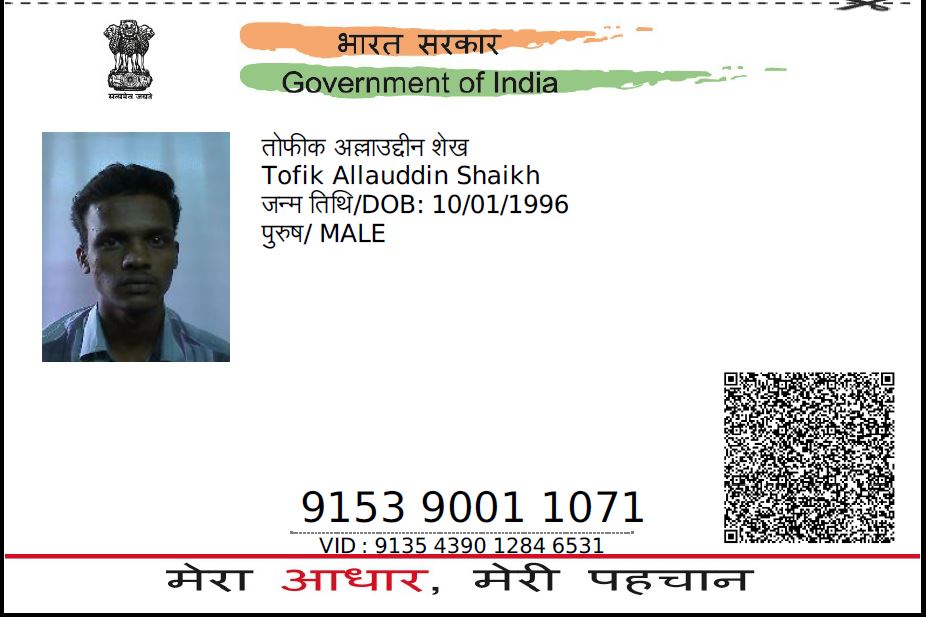 सत्यमेव जयते
भारत सरकार
Government of India
तोफीक अल्लाउद्दीन शेख
Tofik Allauddin Shaikh
जन्म तिथि/DOB: 10/01/1996
पुरुष/ MALE
9153 9001 1071
VID : 9135 4390 1284 6531
मेरा आधार, मेरी पहचान